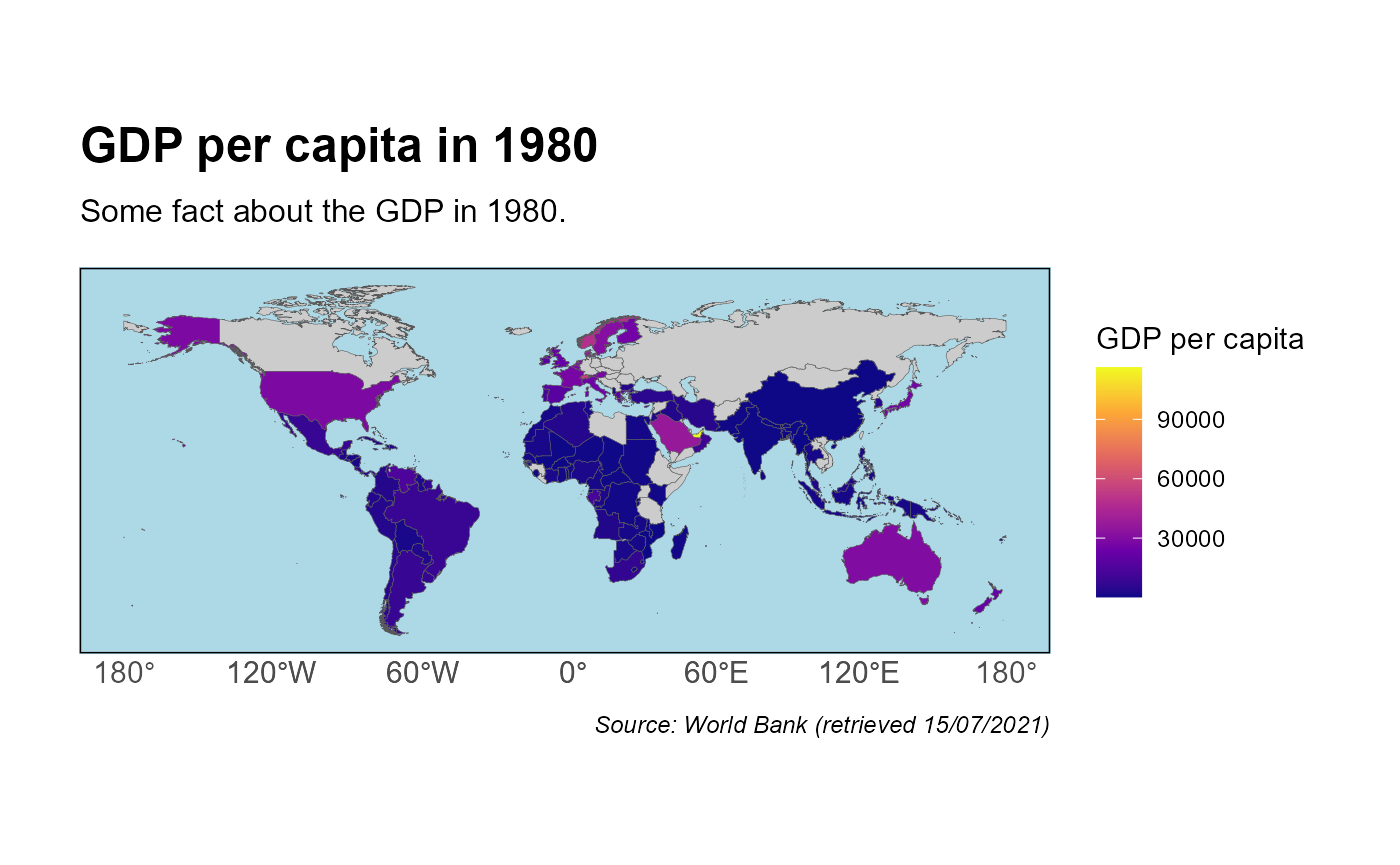 GDP per capita in 1980
Some fact about the GDP in 1980.
GDP per capita
90000
60000
30000
180° 120°W 60°W 0° 60°E 120°E 180°
Source: World Bank (retrieved 15/07/2021)